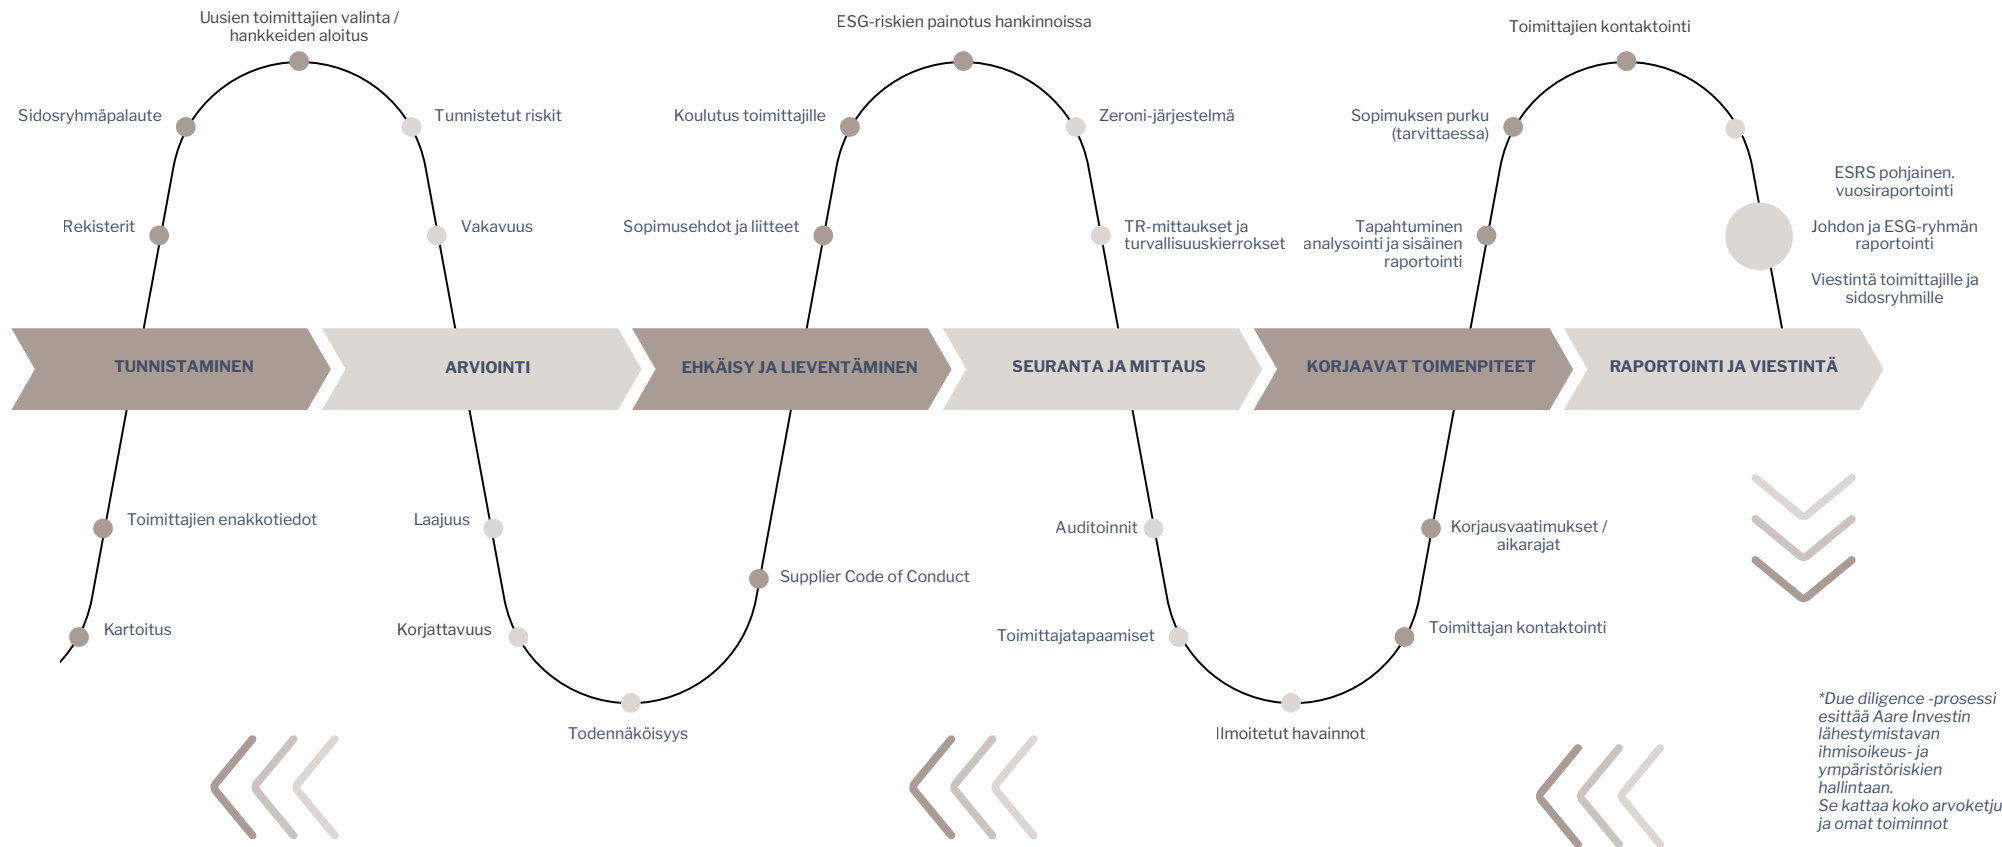 Uusien toimittajien valinta /
hankkeiden aloitus
ESG-riskien painotus hankinnoissa
Toimittajien kontaktointi
Sidosryhmäpalaute
Tunnistetut riskit
Koulutus toimittajille
Zeroni-järjestelmä
Sopimuksen purku
(tarvittaessa)
ESRS pohjainen.
vuosiraportointi
Rekisterit
Vakavuus
Sopimusehdot ja liitteet
TR-mittaukset ja
turvallisuuskierrokset
Tapahtuminen
analysointi ja sisäinen
raportointi
Johdon ja ESG-ryhmän
raportointi
Viestintä toimittajille ja
sidosryhmille
TUNNISTAMINEN
ARVIOINTI
EHKÄISY JA LIEVENTÄMINEN
SEURANTA JA MITTAUS
KORJAAVAT TOIMENPITEET
RAPORTOINTI JA VIESTINTÄ
Toimittajien enakkotiedot
Laajuus
Auditoinnit
Korjausvaatimukset /
aikarajat
Supplier Code of Conduct
Kartoitus
Korjattavuus
Toimittajatapaamiset
Toimittajan kontaktointi
Todennäköisyys
Ilmoitetut havainnot
*Due diligence -prosessi
esittää Aare Investin
lähestymistavan
ihmisoikeus- ja
ympäristöriskien
hallintaan.
Se kattaa koko arvoketju
ja omat toiminnot